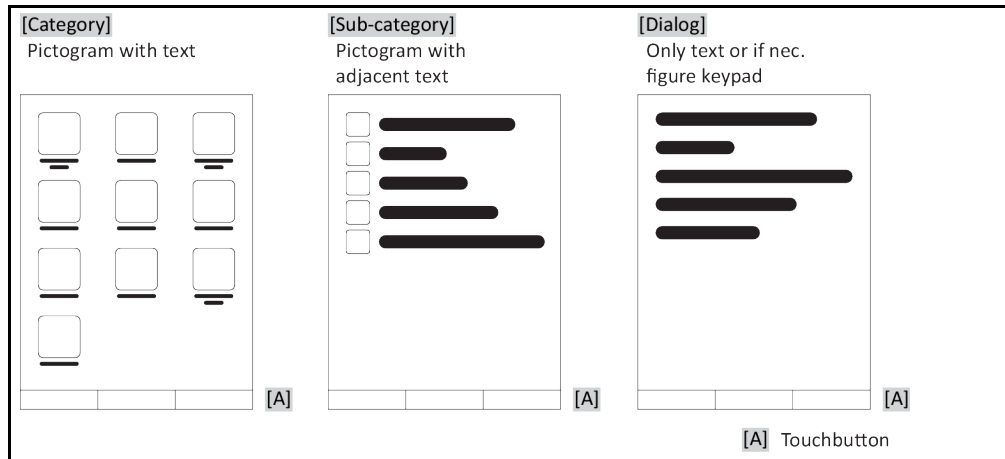 [Category]
Pictogram with text
[Sub-category]
Pictogram with
adjacent text
[Dialog]
Only text or if nec.
figure keypad
[A]
[A]
[A]
[A] Touchbutton